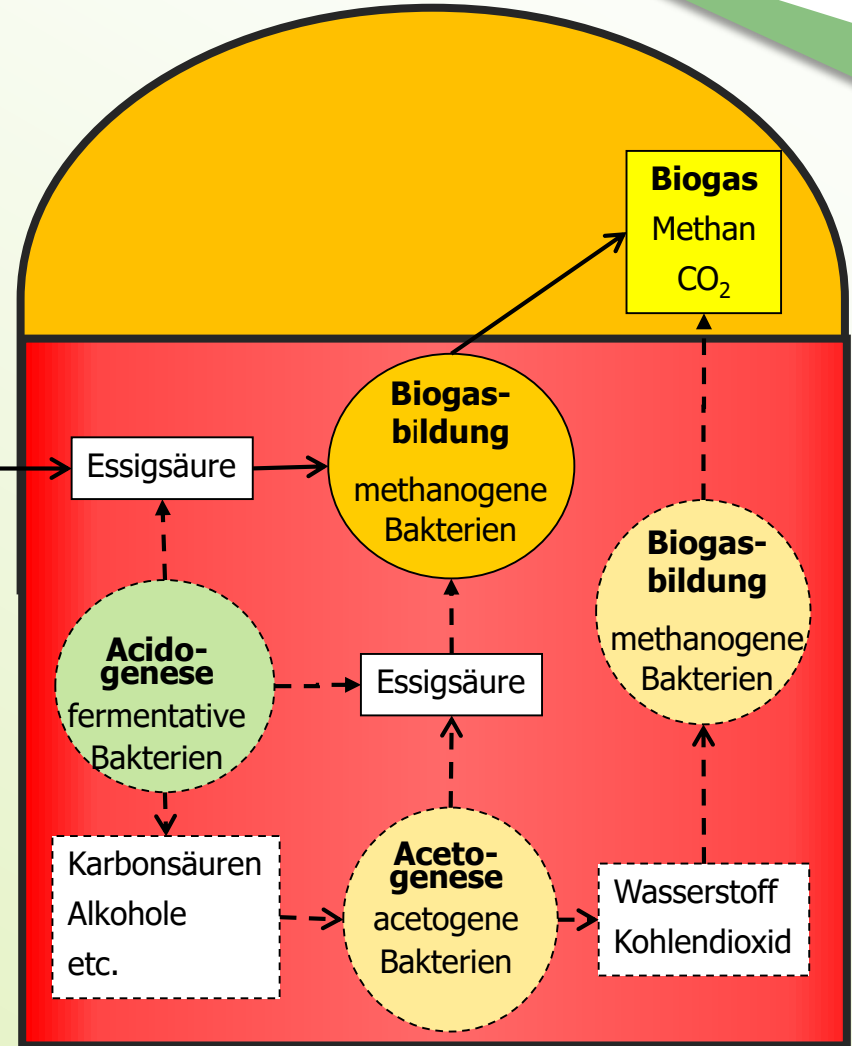 Biogas
Methan
CO₂
Biogas-
bildung
methanogene
Bakterien
Essigsäure
Biogas-
bildung
methanogene
Bakterien
Acido-
genese
fermentative
Bakterien
Essigsäure
Karbonsäuren
Alkohole
etc.
Aceto-
genese
acetogene
Bakterien
Wasserstoff
Kohlendioxid